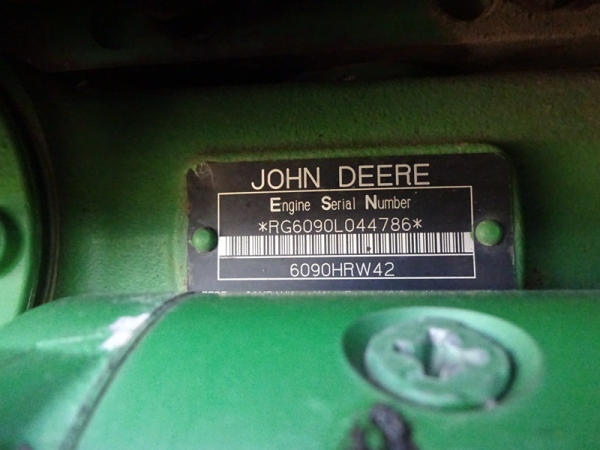 JOHN DEERE
Engine Serial Number
*RG6090L044786*
6090HRW42